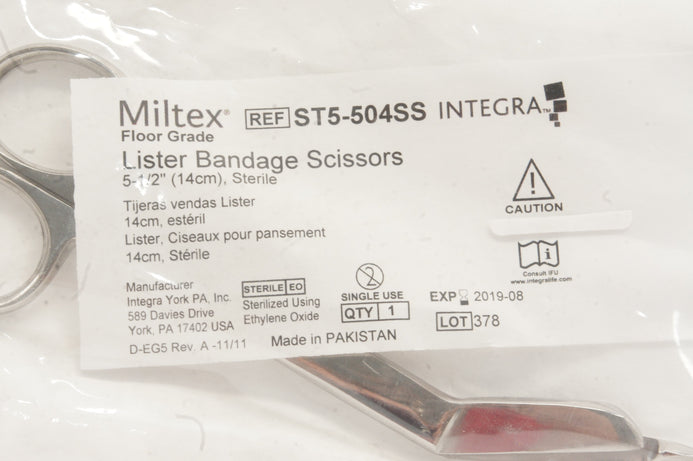 Miltex® REF ST5-504SS INTEGRA™
Floor Grade
Lister Bandage Scissors
5-1/2" (14cm), Sterile
Tijeras vendas Lister
14cm, estéril
Lister, Ciseaux pour pansement
14cm, Stérile
CAUTION
Consult IFU
www.integralife.com
Manufacturer
Integra York PA, Inc.
589 Davies Drive
York, PA 17402 USA
D-EG5 Rev. A -11/11
STERILE EO
Sterilized Using
Ethylene Oxide
2
SINGLE USE
QTY 1
Made in PAKISTAN
EXP 2019-08
LOT 378